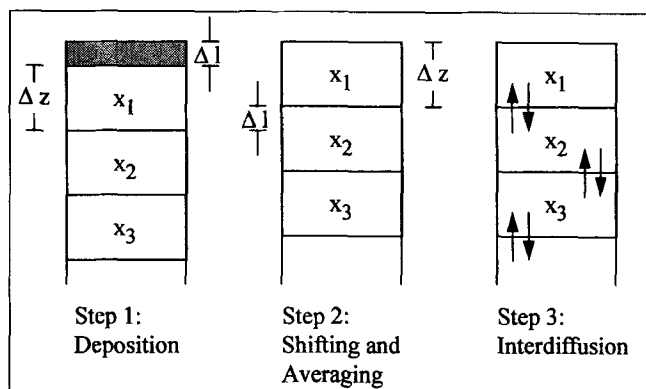 Δl
Δz
x₁
x₂
x₃
Step 1:
Deposition
Δz
Δl
x₁
x₂
x₃
Step 2:
Shifting and
Averaging
x₁
x₂
x₃
Step 3:
Interdiffusion